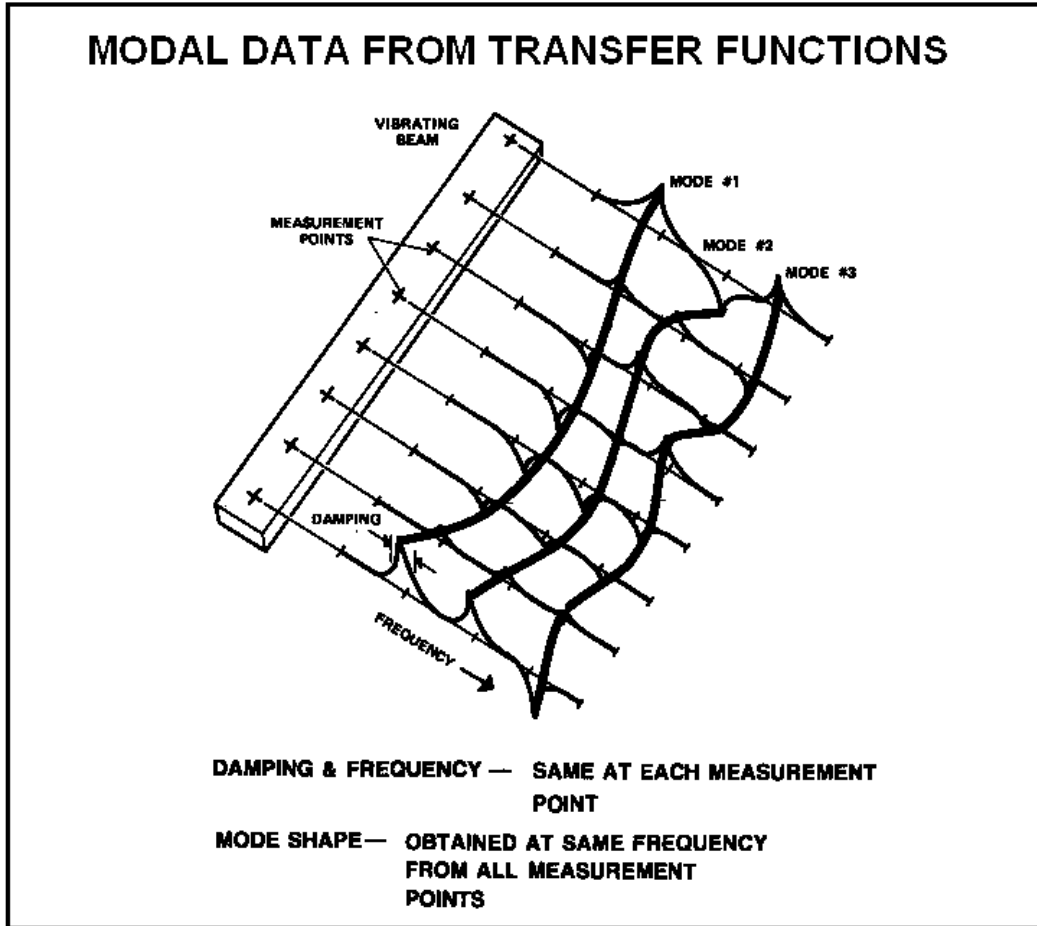 MODAL DATA FROM TRANSFER FUNCTIONS
VIBRATING
BEAM
MODE #1
MEASUREMENT
POINTS
MODE #2
MODE #3
DAMPING
FREQUENCY
DAMPING & FREQUENCY — SAME AT EACH MEASUREMENT
POINT
MODE SHAPE— OBTAINED AT SAME FREQUENCY
FROM ALL MEASUREMENT
POINTS